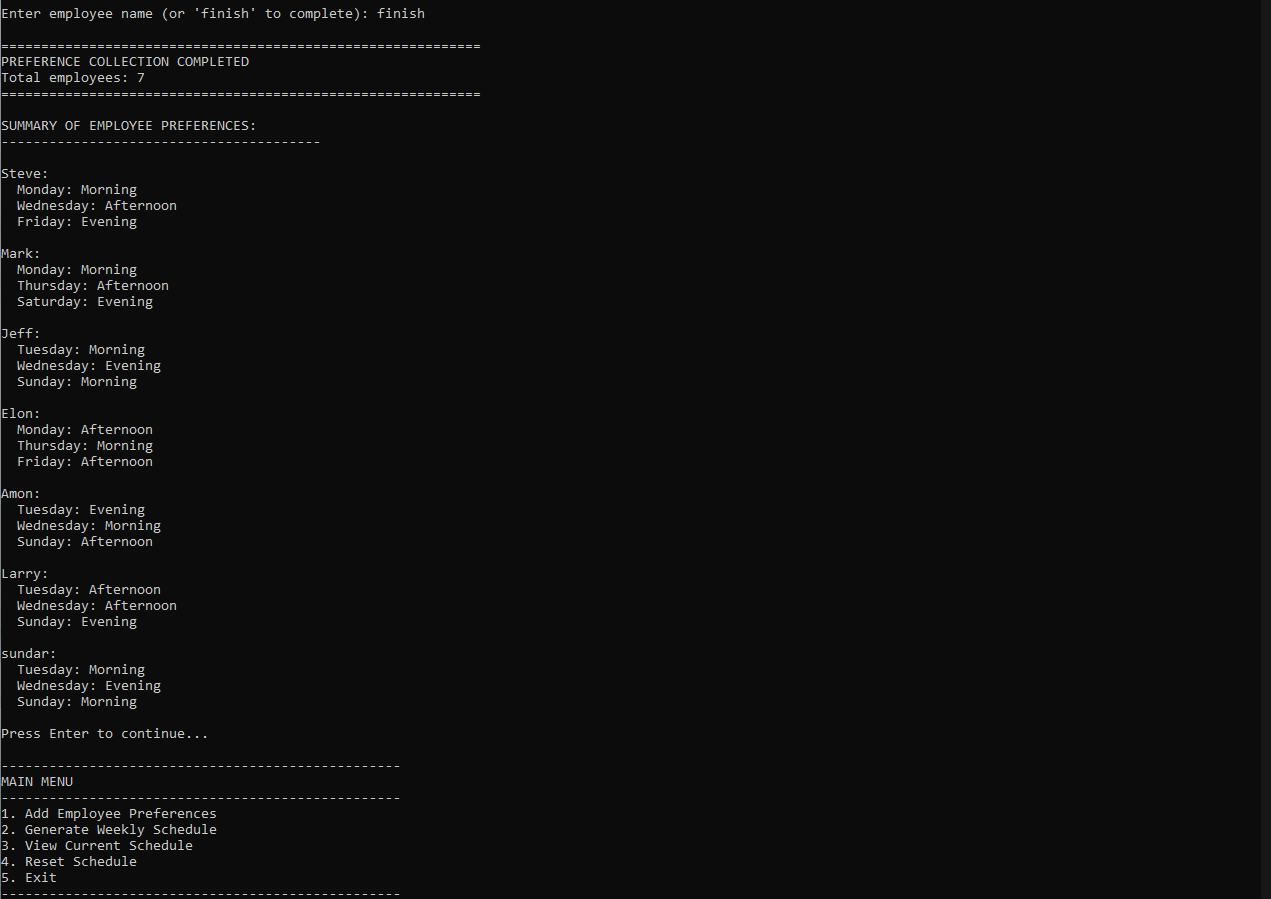 Enter employee name (or 'finish' to complete): finish
============================================================
PREFERENCE COLLECTION COMPLETED
Total employees: 7
============================================================
SUMMARY OF EMPLOYEE PREFERENCES:
----------------------------------------
Steve:
Monday: Morning
Wednesday: Afternoon
Friday: Evening
Mark:
Monday: Morning
Thursday: Afternoon
Saturday: Evening
Jeff:
Tuesday: Morning
Wednesday: Evening
Sunday: Morning
Elon:
Monday: Afternoon
Thursday: Morning
Friday: Afternoon
Amon:
Tuesday: Evening
Wednesday: Morning
Sunday: Afternoon
Larry:
Tuesday: Afternoon
Wednesday: Afternoon
Sunday: Evening
sundar:
Tuesday: Morning
Wednesday: Evening
Sunday: Morning
Press Enter to continue...
--------------------------------------------------
MAIN MENU
--------------------------------------------------
1. Add Employee Preferences
2. Generate Weekly Schedule
3. View Current Schedule
4. Reset Schedule
5. Exit
--------------------------------------------------